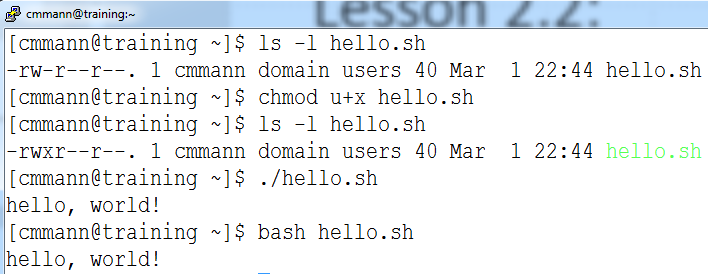 cmmann@training:~
Lesson 2.2:
[cmmann@training ~]$ ls -l hello.sh
-rw-r--r--. 1 cmmann domain users 40 Mar  1 22:44 hello.sh
[cmmann@training ~]$ chmod u+x hello.sh
[cmmann@training ~]$ ls -l hello.sh
-rwxr--r--. 1 cmmann domain users 40 Mar  1 22:44 hello.sh
[cmmann@training ~]$ ./hello.sh
hello, world!
[cmmann@training ~]$ bash hello.sh
hello, world!